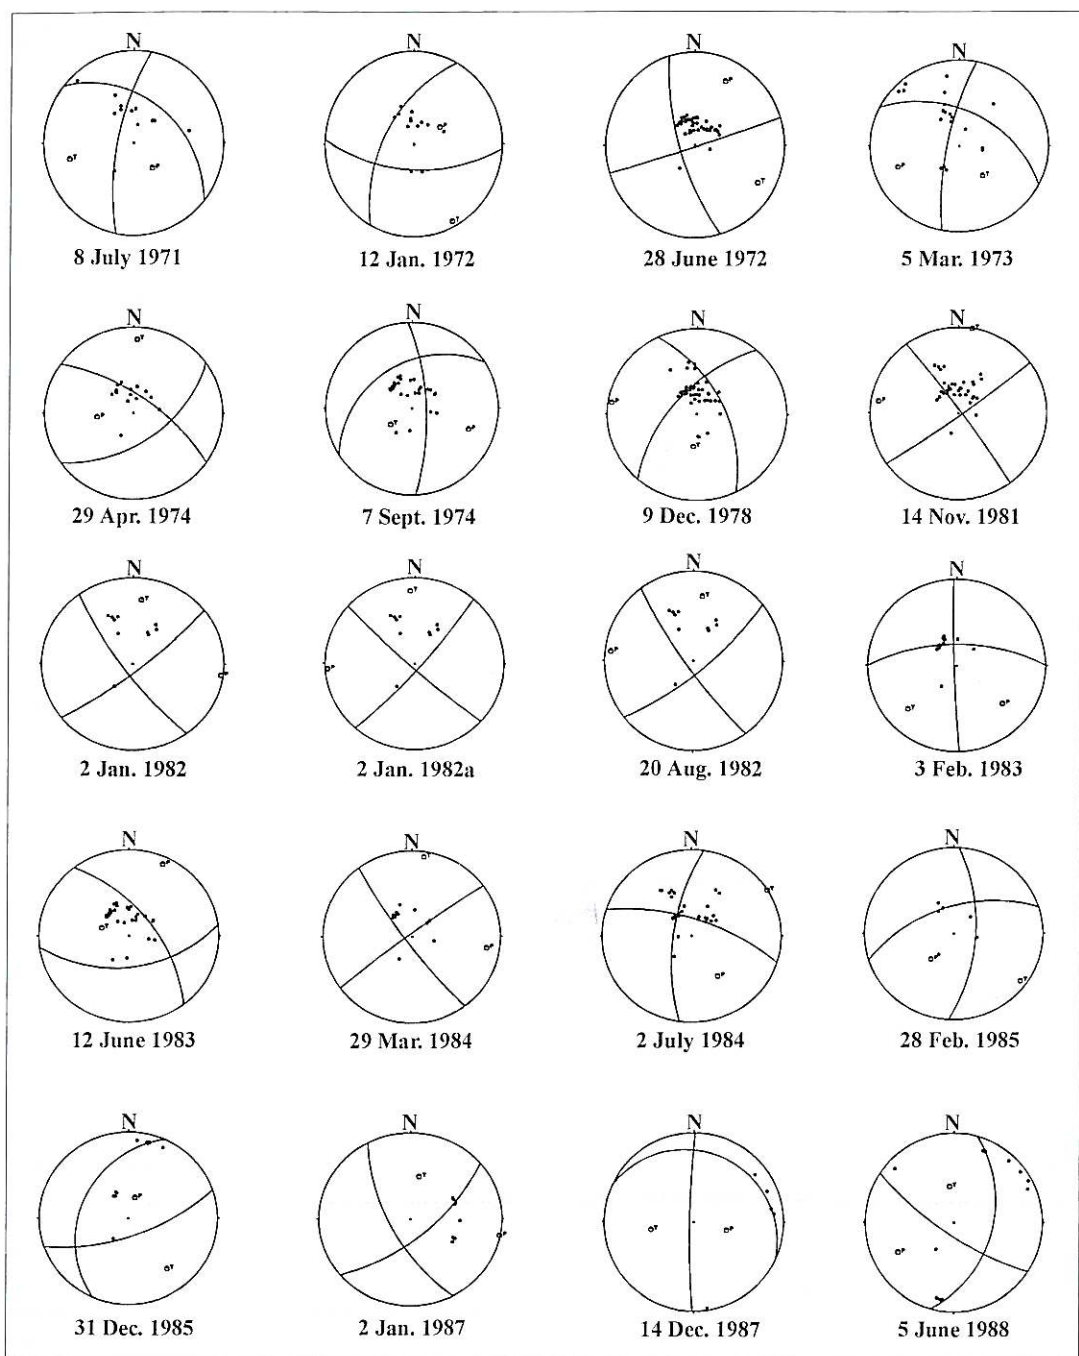 N N N
8 July 1971 12 Jan. 1972 28 June 1972 5 Mar. 1973
T P P T P T P T
N N N N
29 Apr. 1974 7 Sept. 1974 9 Dec. 1978 14 Nov. 1981
T P T P P T T P
N N N N
2 Jan. 1982 2 Jan. 1982a 20 Aug. 1982 3 Feb. 1983
T P T P T P T P
N N N N
12 June 1983 29 Mar. 1984 2 July 1984 28 Feb. 1985
P T T P T P P T
N N N N
31 Dec. 1985 2 Jan. 1987 14 Dec. 1987 5 June 1988
P T T P T P T P